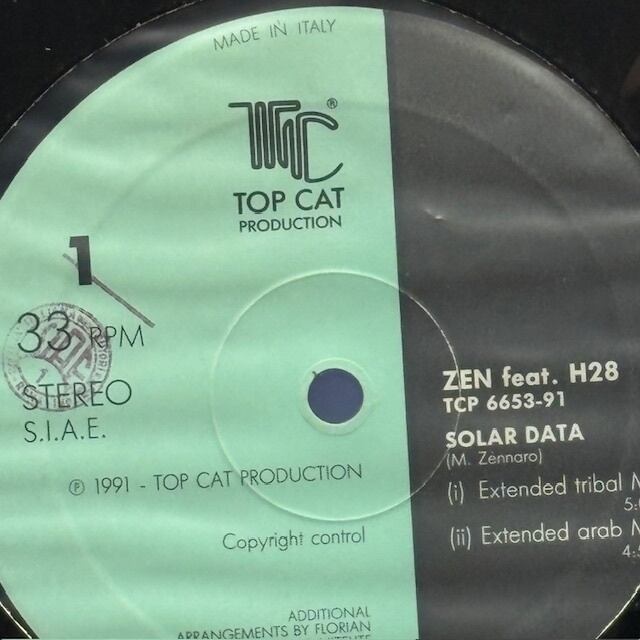 MADE IN ITALY
TOP CAT
PRODUCTION
1
33 RPM
STEREO
S.I.A.E.
℗ 1991 - TOP CAT PRODUCTION
Copyright control
ADDITIONAL
ARRANGEMENTS BY FLORIAN
ZEN feat. H28
TCP 6653-91
SOLAR DATA
(M. Zennaro)
(i) Extended tribal
(ii) Extended arab